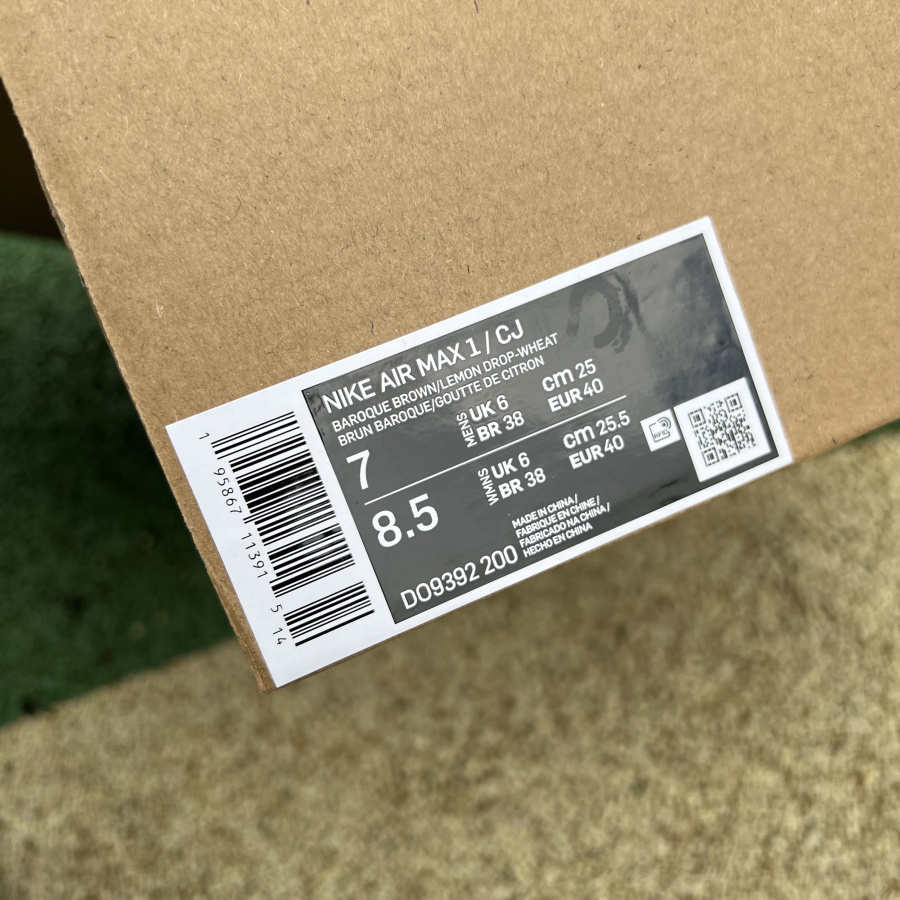 NIKE AIR MAX 1 / CJ
BAROQUE BROWN/LEMON DROP-WHEAT
BRUN BAROQUE/GOUTTE DE CITRON
7
MENS
UK 6
BR 38
cm 25
EUR 40
8.5
WMNS
UK 6
BR 38
cm 25.5
EUR 40
RFID
DO9392 200
MADE IN CHINA/
FABRIQUE EN CHINE/
FABRICADO NA CHINA/
HECHO EN CHINA
1 95867 11391 5 14